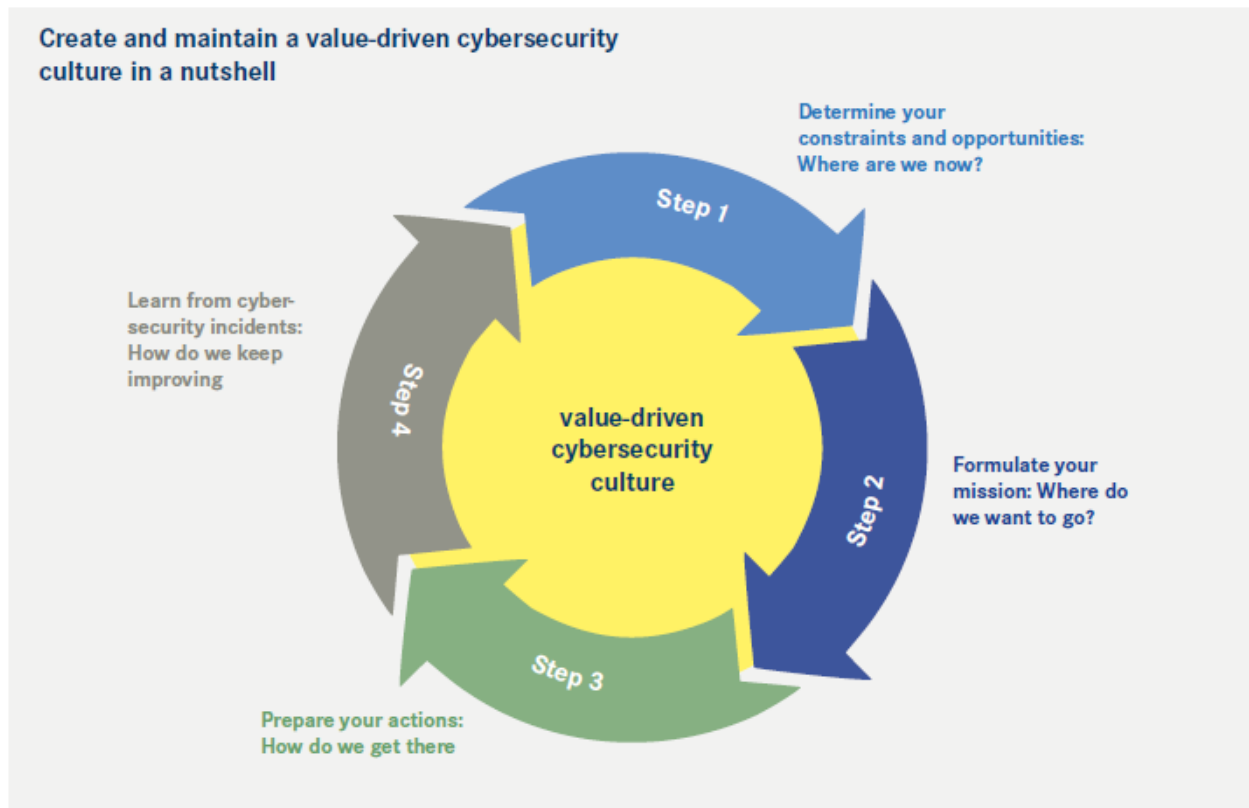 Create and maintain a value-driven cybersecurity
culture in a nutshell
Determine your
constraints and opportunities:
Where are we now?
Step 1
Formulate your
mission: Where do
we want to go?
Step 2
Prepare your actions:
How do we get there
Step 3
Learn from cyber-
security incidents:
How do we keep
improving
Step 4
value-driven
cybersecurity
culture